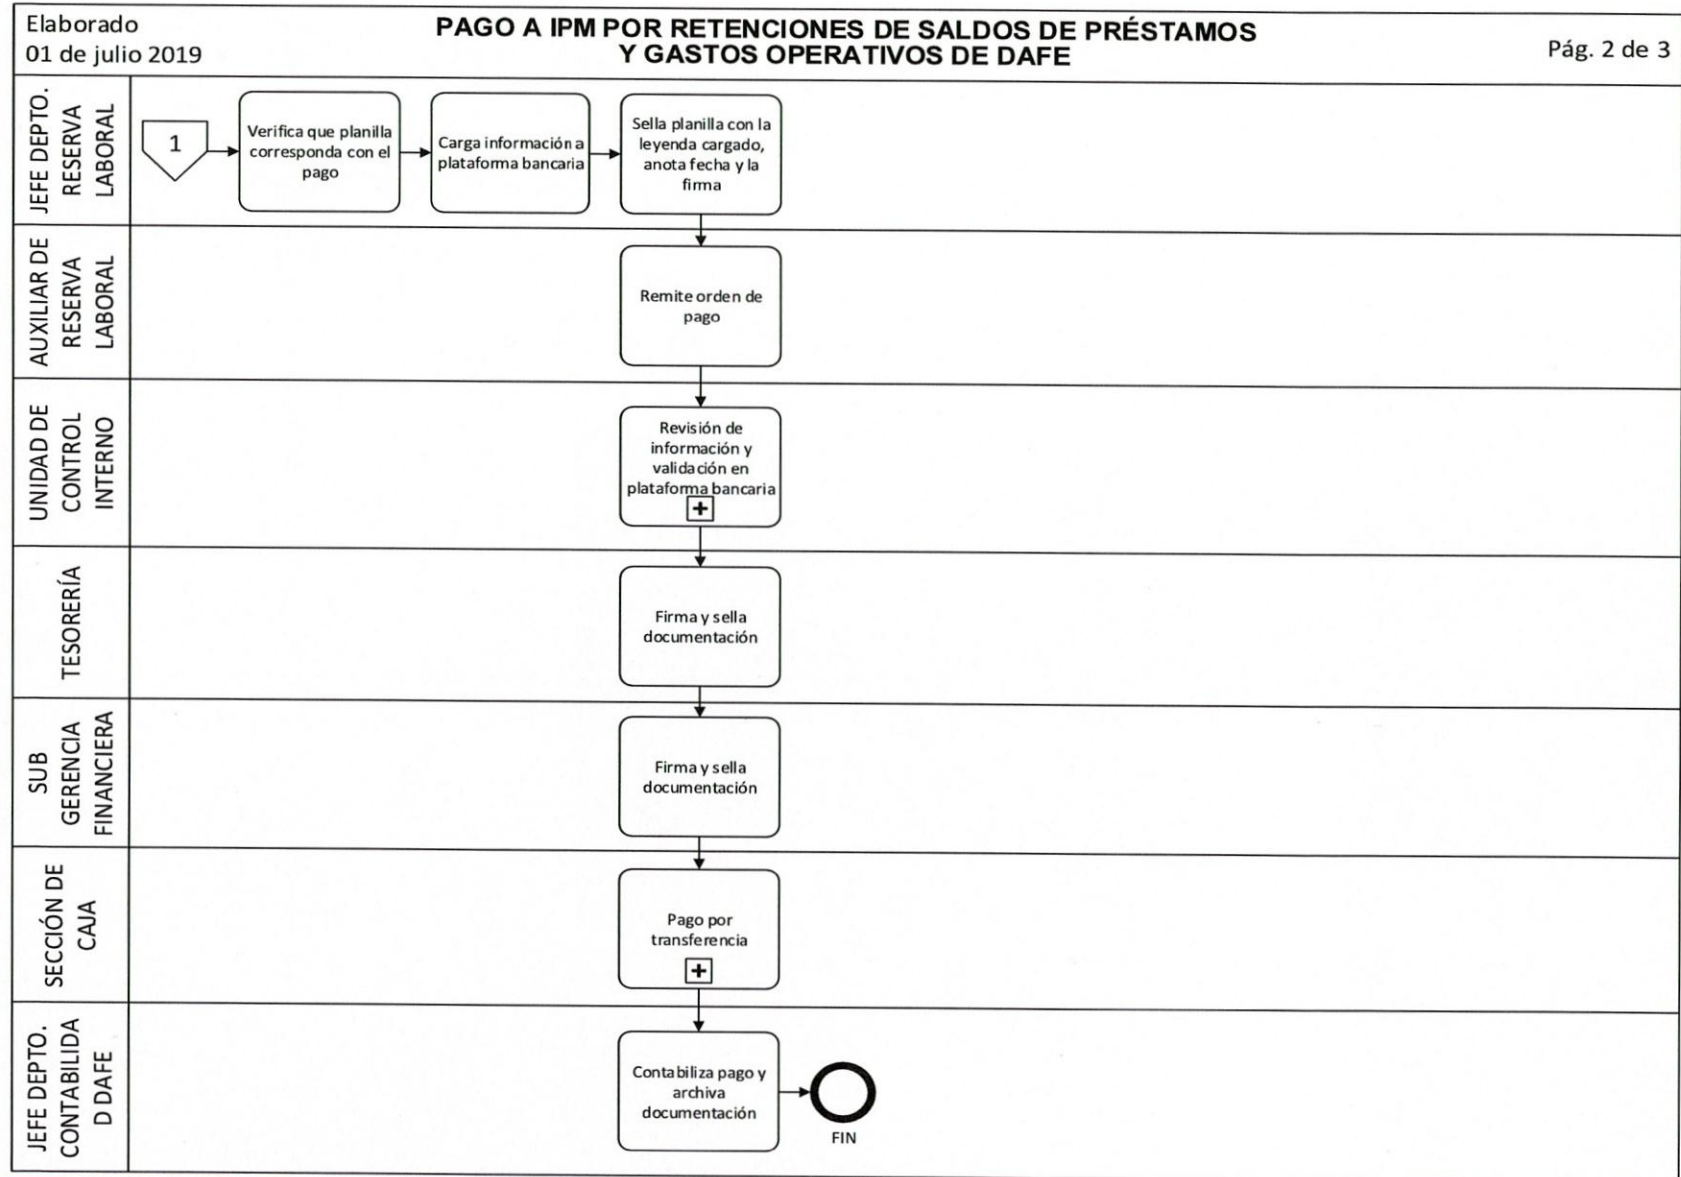 Elaborado
01 de julio 2019
PAGO A IPM POR RETENCIONES DE SALDOS DE PRÉSTAMOS
Y GASTOS OPERATIVOS DE DAFE
Pág. 2 de 3
JEFE DEPTO.
RESERVA
LABORAL
1
Verifica que planilla
corresponda con el
pago
Carga información a
plataforma bancaria
Sella planilla con la
leyenda cargado,
anota fecha y la
firma
AUXILIAR DE
RESERVA
LABORAL
Remite orden de
pago
UNIDAD DE
CONTROL
INTERNO
Revisión de
información y
validación en
plataforma bancaria
TESORERÍA
Firma y sella
documentación
SUB
GERENCIA
FINANCIERA
Firma y sella
documentación
SECCIÓN DE
CAJA
Pago por
transferencia
JEFE DEPTO.
CONTABILIDA
D DAFE
Contabiliza pago y
archiva
documentación
FIN